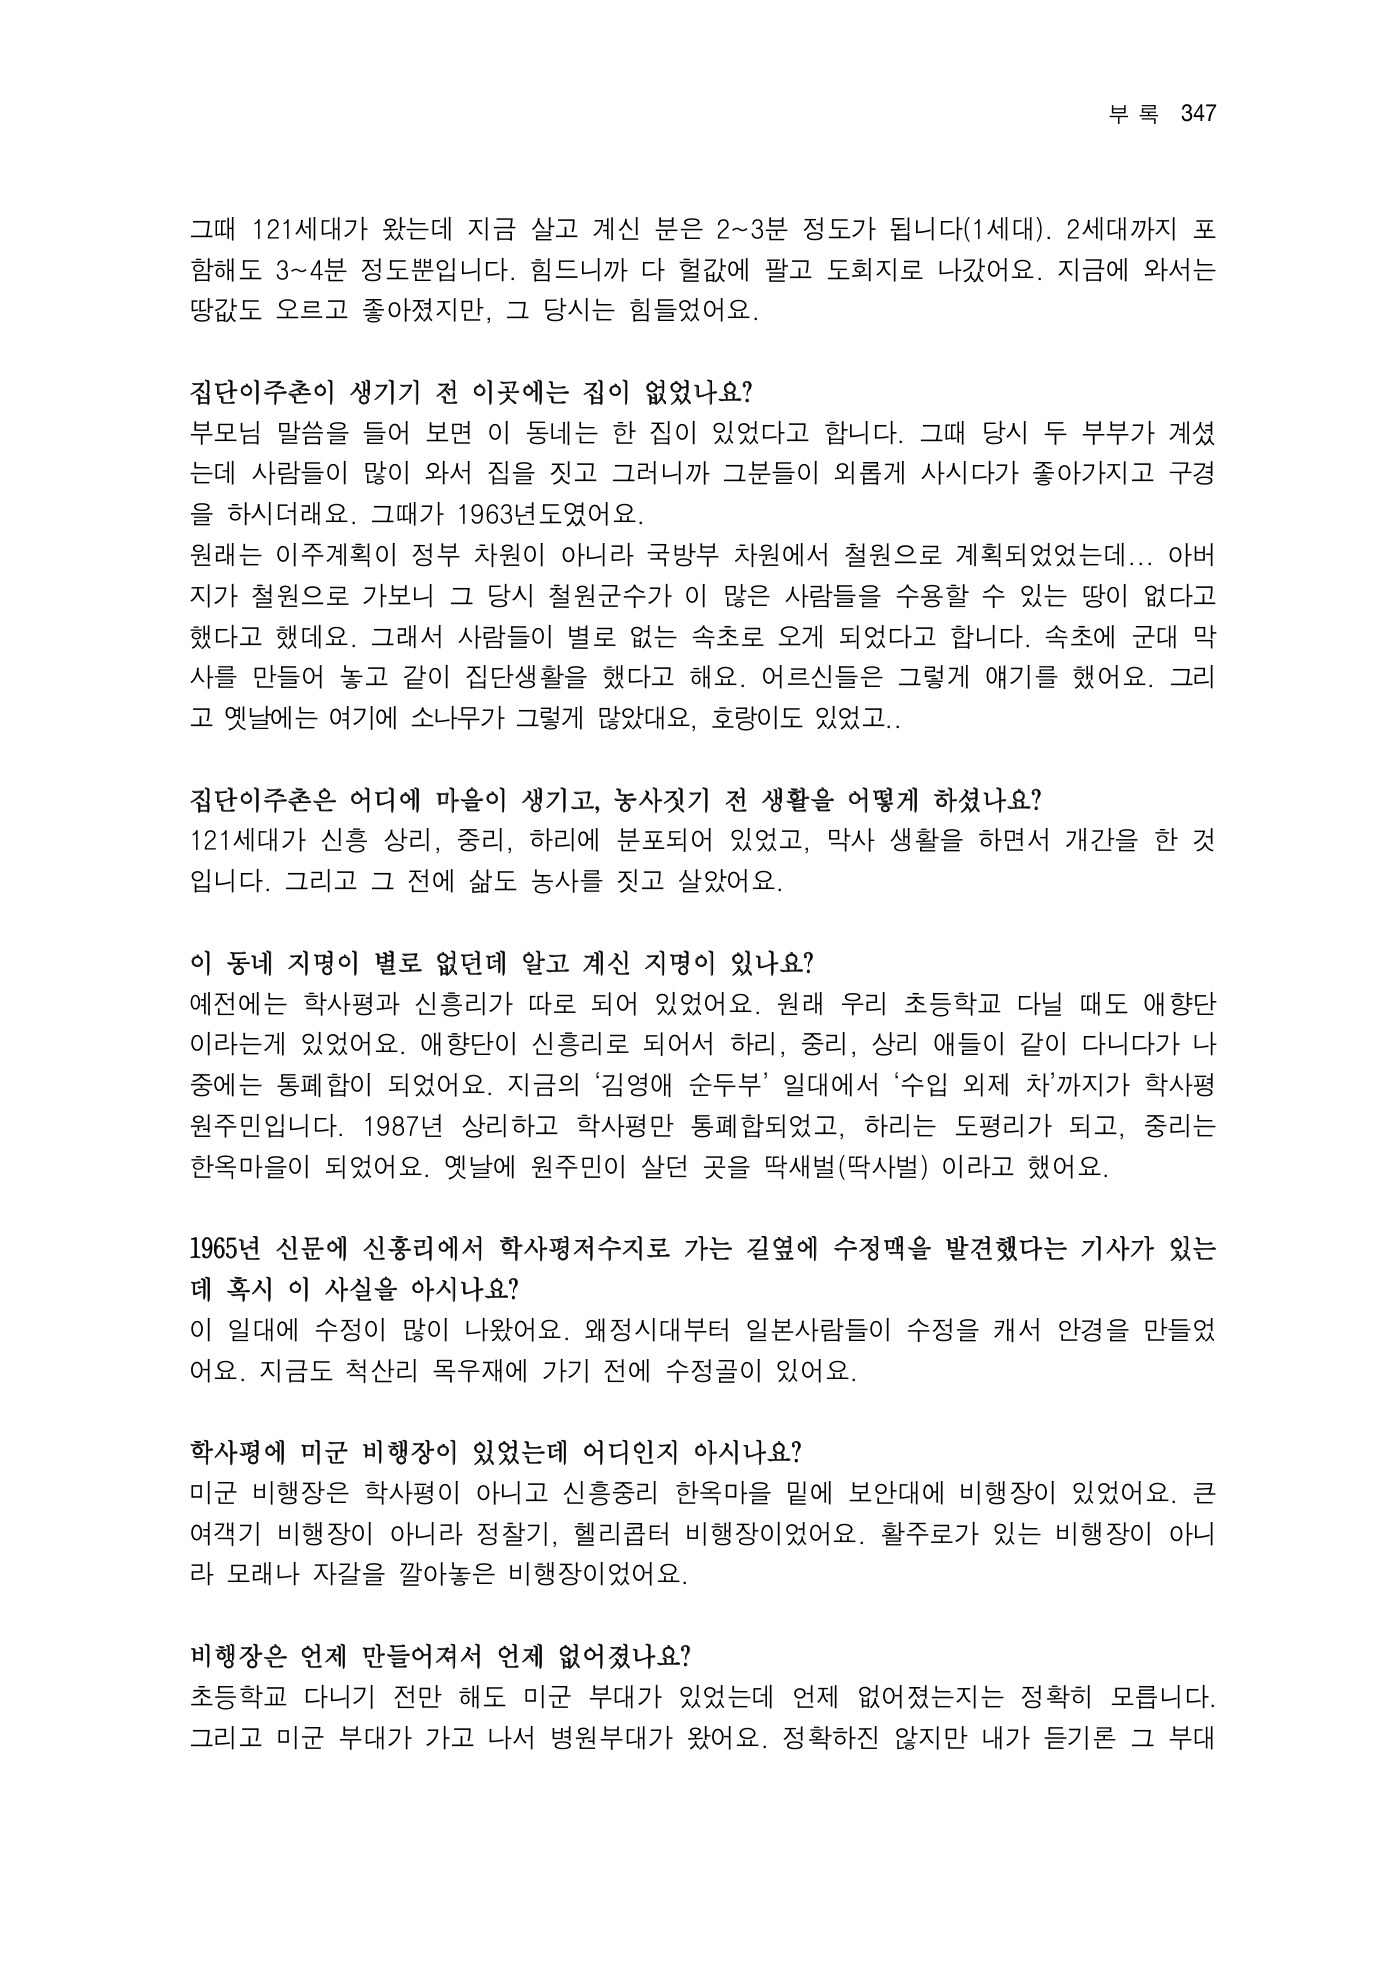 부 록 347
그때 121세대가 왔는데 지금 살고 계신 분은 2~3분 정도가 됩니다(1세대). 2세대까지 포
함해도 3~4분 정도뿐입니다. 힘드니까 다 헐값에 팔고 도회지로 나갔어요. 지금에 와서는
땅값도 오르고 좋아졌지만, 그 당시는 힘들었어요.
집단이주촌이 생기기 전 이곳에는 집이 없었나요?
부모님 말씀을 들어 보면 이 동네는 한 집이 있었다고 합니다. 그때 당시 두 부부가 계셨
는데 사람들이 많이 와서 집을 짓고 그러니까 그분들이 외롭게 사시다가 좋아가지고 구경
을 하시더래요. 그때가 1963년도였어요.
원래는 이주계획이 정부 차원이 아니라 국방부 차원에서 철원으로 계획되었었는데... 아버
지가 철원으로 가보니 그 당시 철원군수가 이 많은 사람들을 수용할 수 있는 땅이 없다고
했다고 했데요. 그래서 사람들이 별로 없는 속초로 오게 되었다고 합니다. 속초에 군대 막
사를 만들어 놓고 같이 집단생활을 했다고 해요. 어르신들은 그렇게 얘기를 했어요. 그리
고 옛날에는 여기에 소나무가 그렇게 많았대요, 호랑이도 있었고..
집단이주촌은 어디에 마을이 생기고, 농사짓기 전 생활을 어떻게 하셨나요?
121세대가 신흥 상리, 중리, 하리에 분포되어 있었고, 막사 생활을 하면서 개간을 한 것
입니다. 그리고 그 전에 삶도 농사를 짓고 살았어요.
이 동네 지명이 별로 없던데 알고 계신 지명이 있나요?
예전에는 학사평과 신흥리가 따로 되어 있었어요. 원래 우리 초등학교 다닐 때도 애향단
이라는게 있었어요. 애향단이 신흥리로 되어서 하리, 중리, 상리 애들이 같이 다니다가 나
중에는 통폐합이 되었어요. 지금의 ‘김영애 순두부’ 일대에서 ‘수입 외제 차’까지가 학사평
원주민입니다. 1987년 상리하고 학사평만 통폐합되었고, 하리는 도평리가 되고, 중리는
한옥마을이 되었어요. 옛날에 원주민이 살던 곳을 딱새벌(딱사벌) 이라고 했어요.
1965년 신문에 신흥리에서 학사평저수지로 가는 길옆에 수정맥을 발견했다는 기사가 있는
데 혹시 이 사실을 아시나요?
이 일대에 수정이 많이 나왔어요. 왜정시대부터 일본사람들이 수정을 캐서 안경을 만들었
어요. 지금도 척산리 목우재에 가기 전에 수정골이 있어요.
학사평에 미군 비행장이 있었는데 어디인지 아시나요?
미군 비행장은 학사평이 아니고 신흥중리 한옥마을 밑에 보안대에 비행장이 있었어요. 큰
여객기 비행장이 아니라 정찰기, 헬리콥터 비행장이었어요. 활주로가 있는 비행장이 아니
라 모래나 자갈을 깔아놓은 비행장이었어요.
비행장은 언제 만들어져서 언제 없어졌나요?
초등학교 다니기 전만 해도 미군 부대가 있었는데 언제 없어졌는지는 정확히 모릅니다.
그리고 미군 부대가 가고 나서 병원부대가 왔어요. 정확하진 않지만 내가 듣기론 그 부대